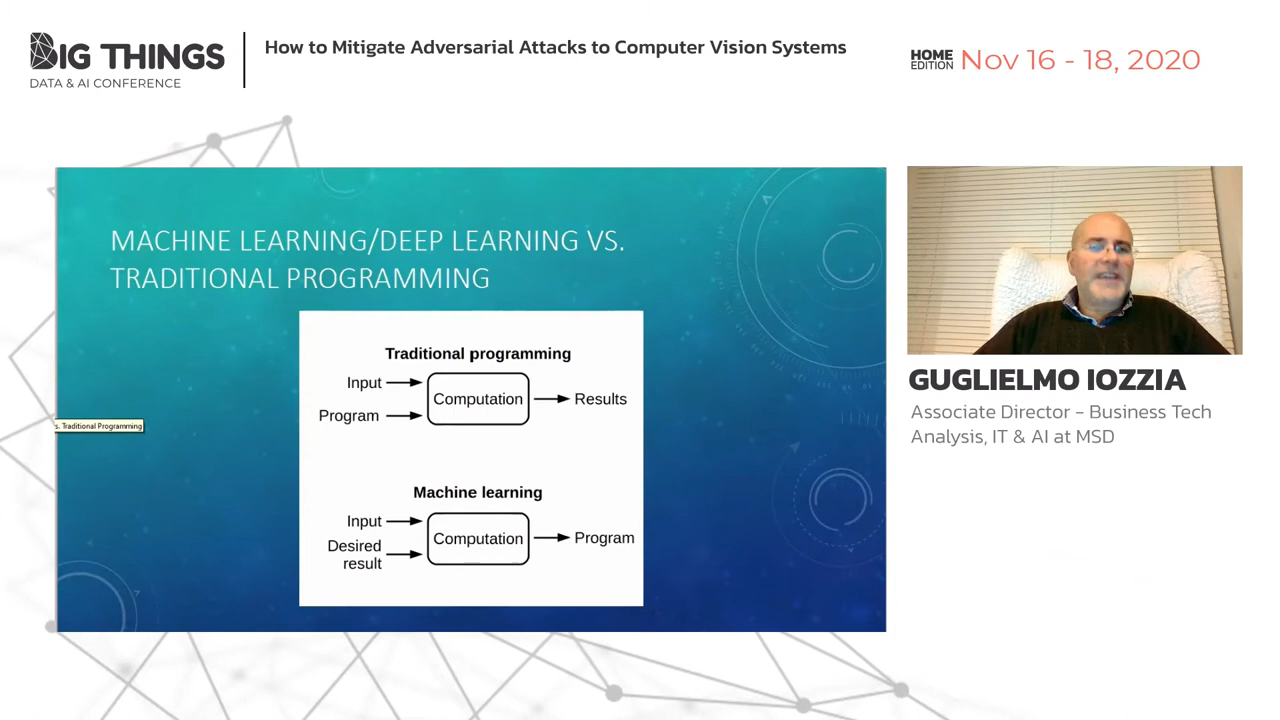 BIG THINGS
DATA & AI CONFERENCE
How to Mitigate Adversarial Attacks to Computer Vision Systems
HOME
EDITION
Nov 16 - 18, 2020
MACHINE LEARNING/DEEP LEARNING VS.
TRADITIONAL PROGRAMMING
Traditional programming
Input
Program
Computation
Results
Machine learning
Input
Desired
result
Computation
Program
s. Traditional Programming
GUGLIELMO IOZZIA
Associate Director - Business Tech
Analysis, IT & AI at MSD